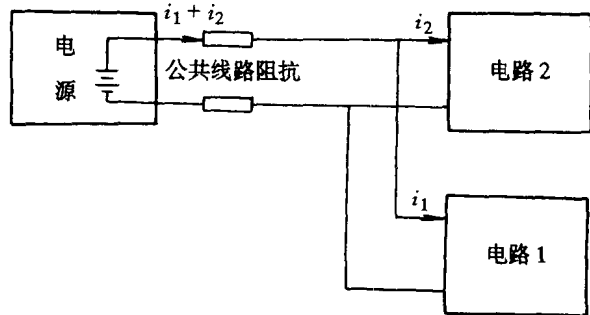 电源
i₁ + i₂
公共线路阻抗
i₂
电路 2
i₁
电路 1